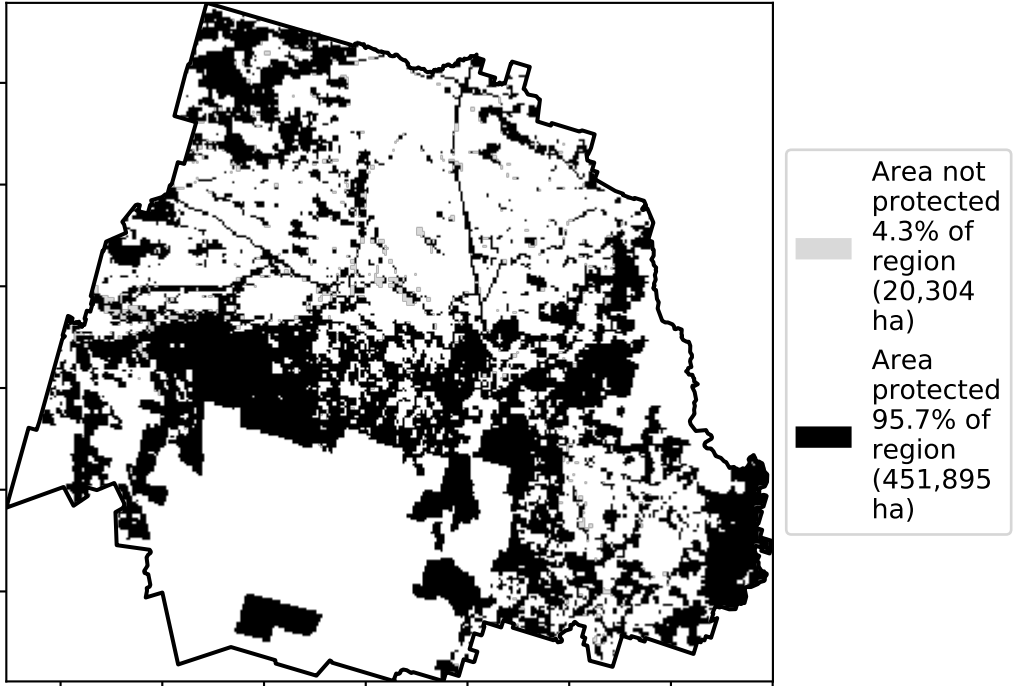 Area not
protected
4.3% of
region
(20,304
ha)
Area
protected
95.7% of
region
(451,895
ha)